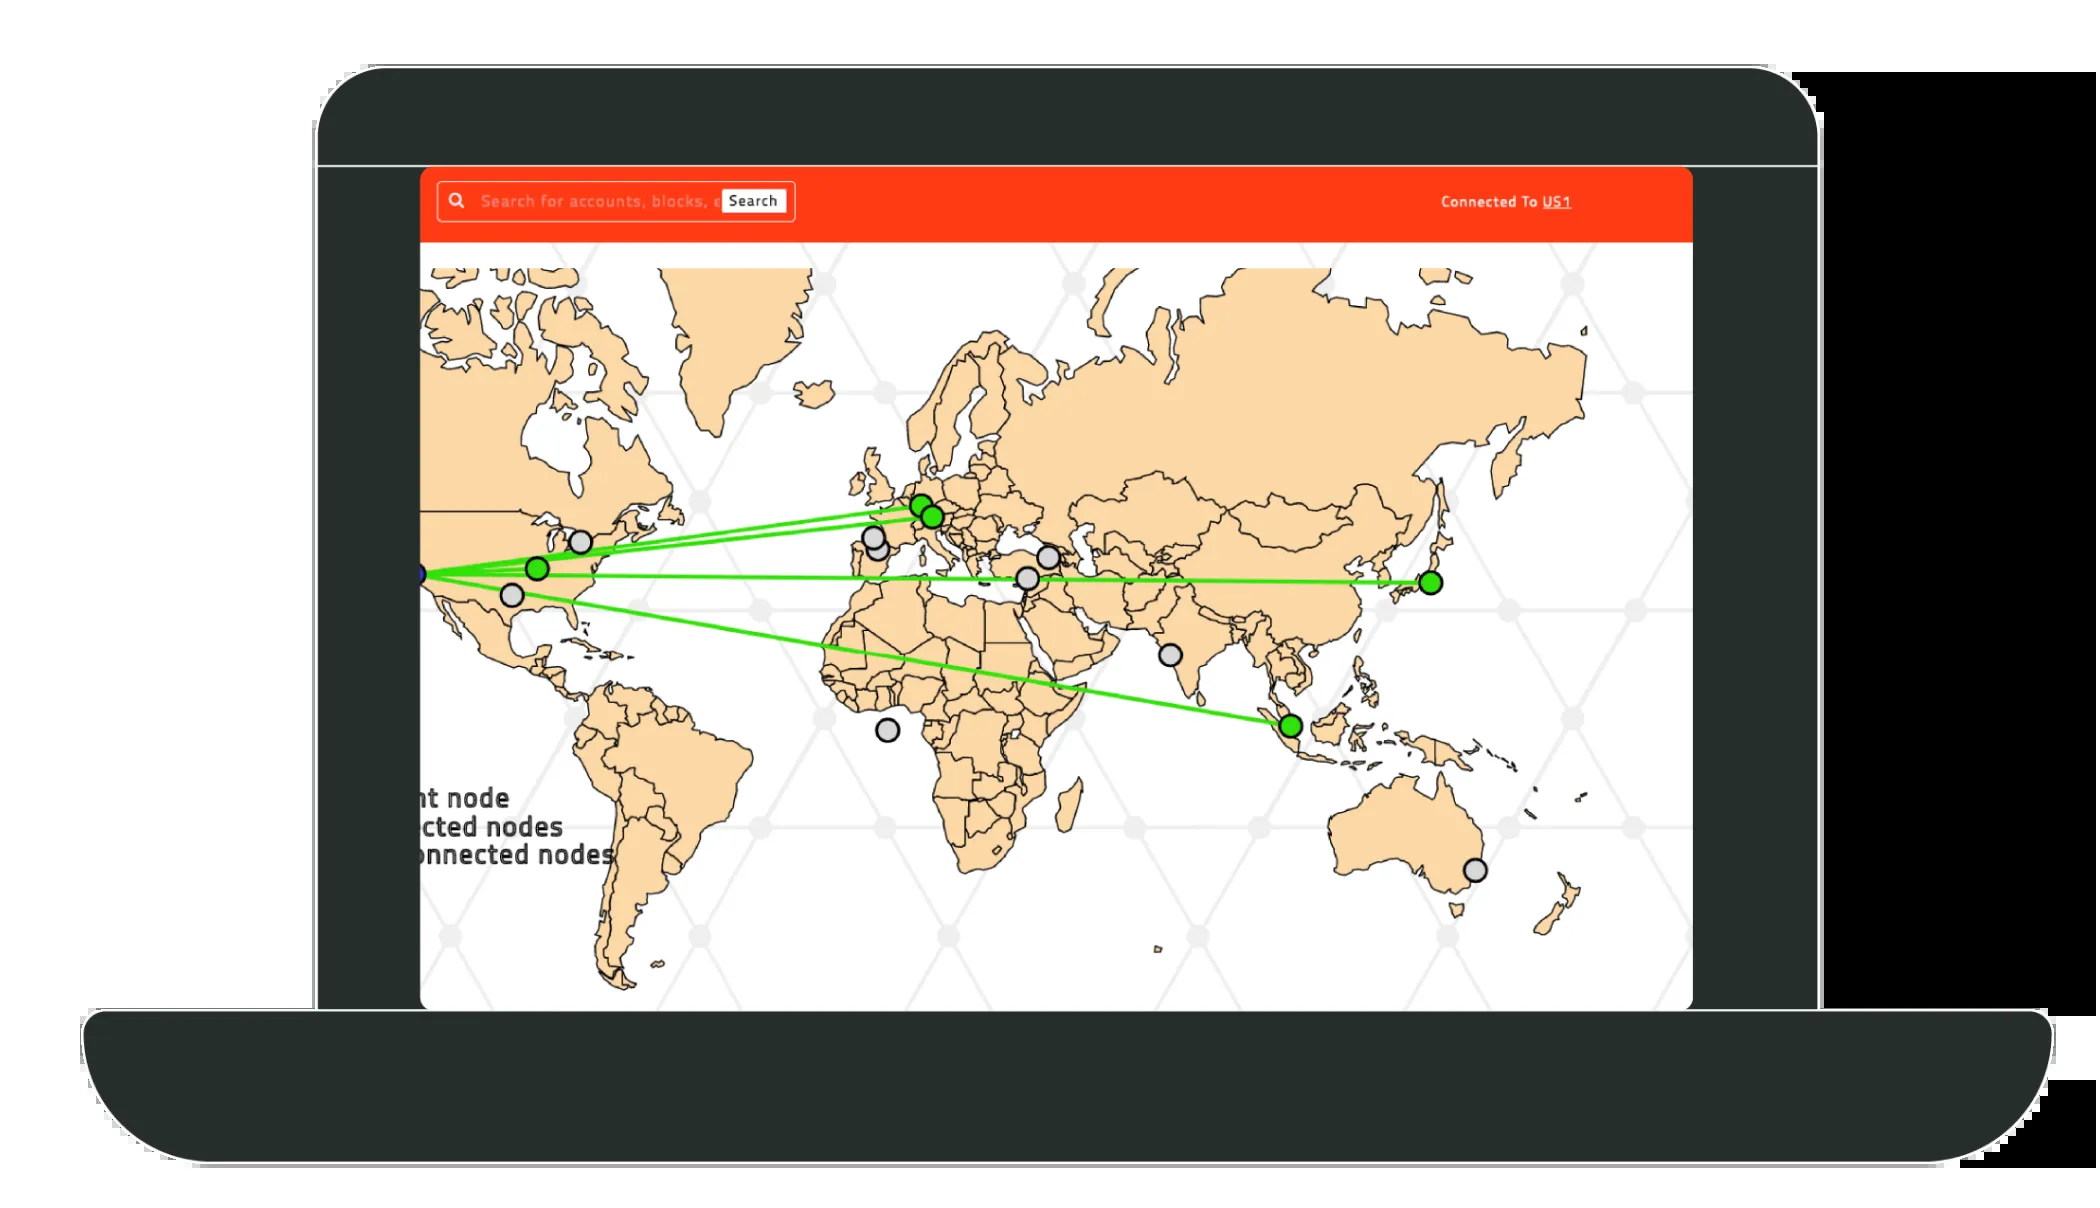 Search for accounts, blocks, e Search
Connected To US1
nt node
cted nodes
onnected nodes